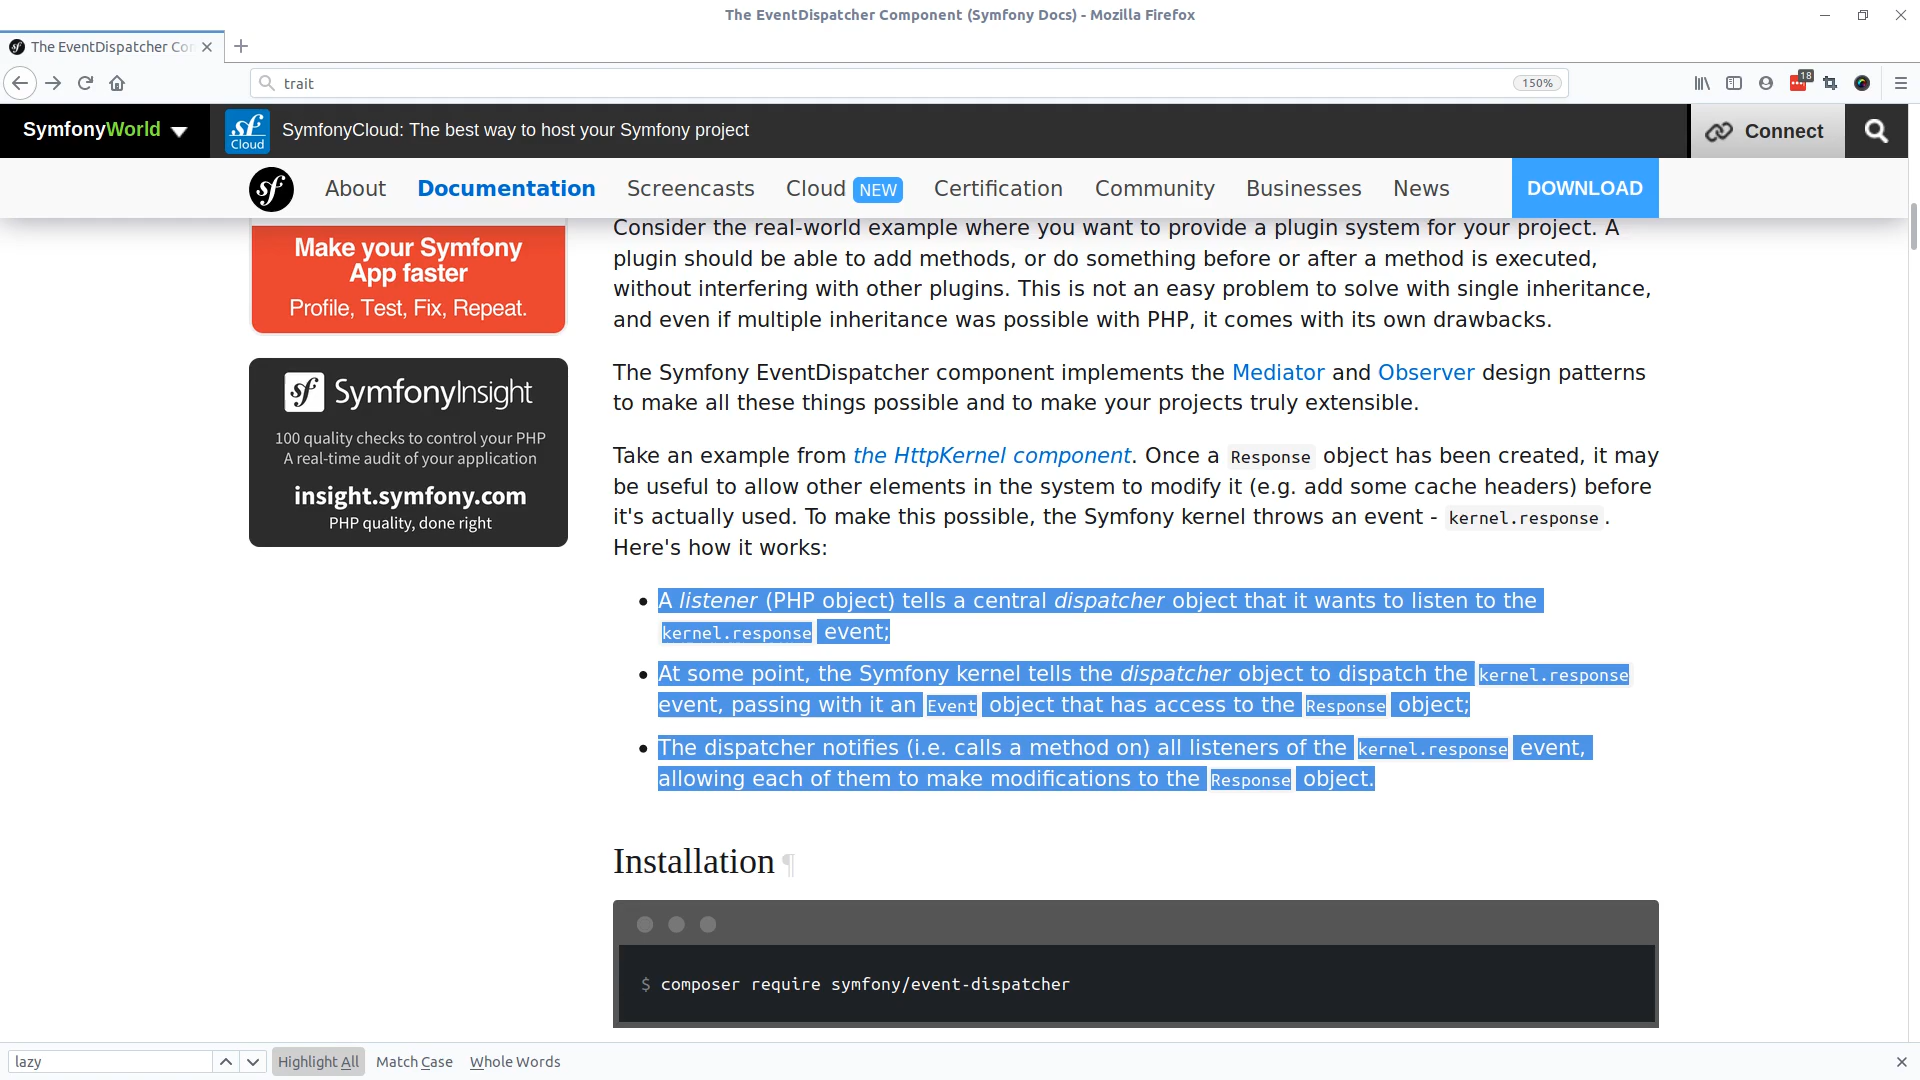 The EventDispatcher Component (Symfony Docs) - Mozilla Firefox
The EventDispatcher Co
trait
150%
18
SymfonyWorld
Cloud
SymfonyCloud: The best way to host your Symfony project
Connect
About
Documentation
Screencasts
Cloud NEW
Certification
Community
Businesses
News
DOWNLOAD
Make your Symfony
App faster
Profile, Test, Fix, Repeat.
SymfonyInsight
100 quality checks to control your PHP
A real-time audit of your application
insight.symfony.com
PHP quality, done right
Consider the real-world example where you want to provide a plugin system for your project. A
plugin should be able to add methods, or do something before or after a method is executed,
without interfering with other plugins. This is not an easy problem to solve with single inheritance,
and even if multiple inheritance was possible with PHP, it comes with its own drawbacks.
The Symfony EventDispatcher component implements the Mediator and Observer design patterns
to make all these things possible and to make your projects truly extensible.
Take an example from the HttpKernel component. Once a Response object has been created, it may
be useful to allow other elements in the system to modify it (e.g. add some cache headers) before
it's actually used. To make this possible, the Symfony kernel throws an event - kernel.response.
Here's how it works:
• A listener (PHP object) tells a central dispatcher object that it wants to listen to the
kernel.response event;
• At some point, the Symfony kernel tells the dispatcher object to dispatch the kernel.response
event, passing with it an Event object that has access to the Response object;
• The dispatcher notifies (i.e. calls a method on) all listeners of the kernel.response event,
allowing each of them to make modifications to the Response object.
Installation ¶
$ composer require symfony/event-dispatcher
lazy
Highlight All
Match Case
Whole Words